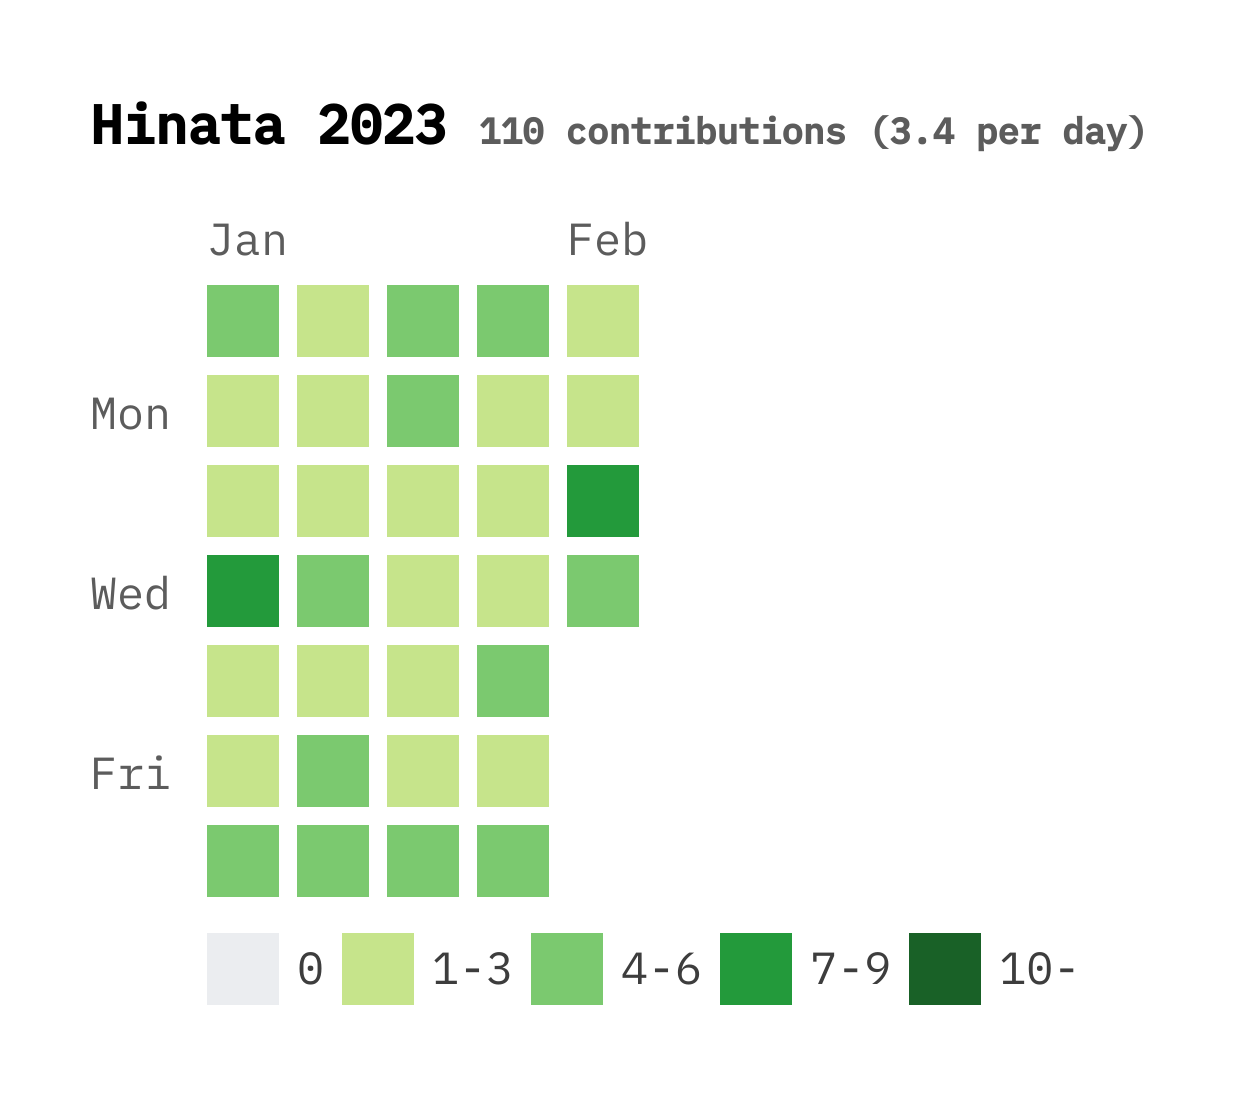 Hinata 2023 110 contributions (3.4 per day)
Jan Feb
Mon
Wed
Fri
0 1-3 4-6 7-9 10-